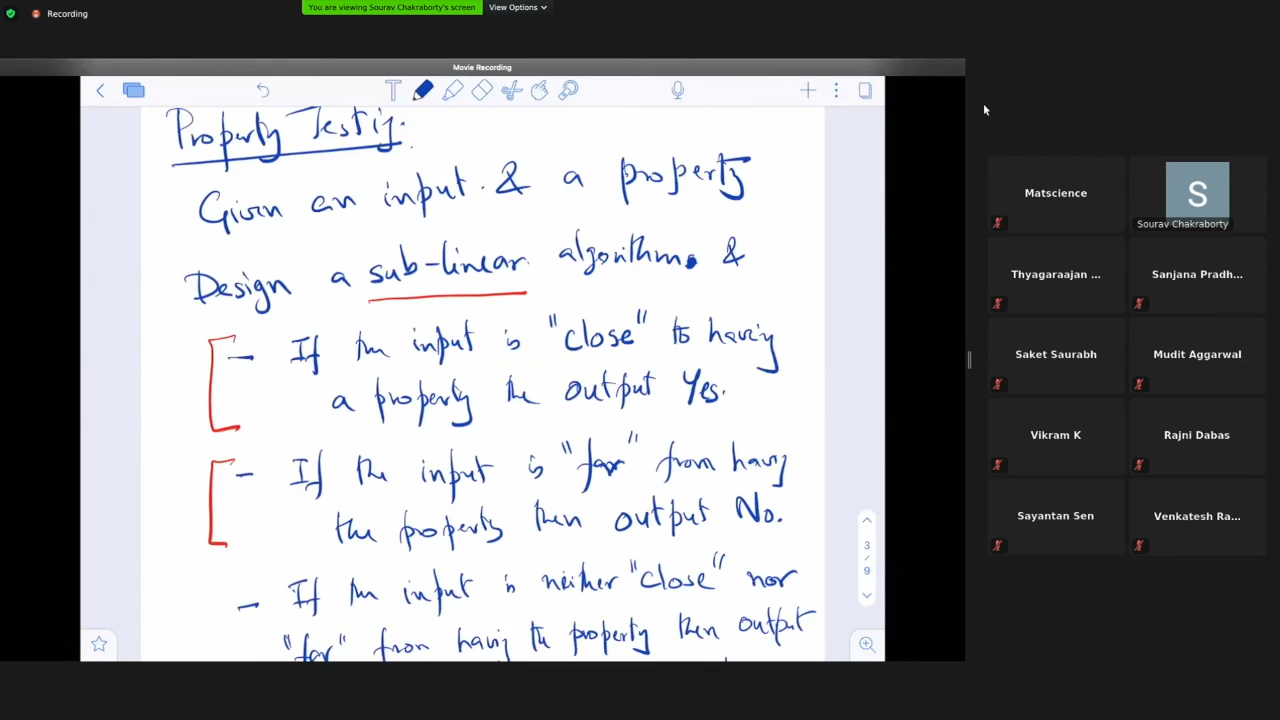 Recording
You are viewing Sourav Chakraborty's screen
View Options
Movie Recording
Property Testig.
Given an input & a property
Design a sub-linear algorithm &
- If the input is "close" to having
a property the output Yes.
- If the input is "far" from having
the property then output No.
- If the input is neither "close" nor
"far" from having the property then output
3
/
9
Matscience
S
Sourav Chakraborty
Thyagaraajan ...
Sanjana Pradh...
Saket Saurabh
Mudit Aggarwal
Vikram K
Rajni Dabas
Sayantan Sen
Venkatesh Ra...